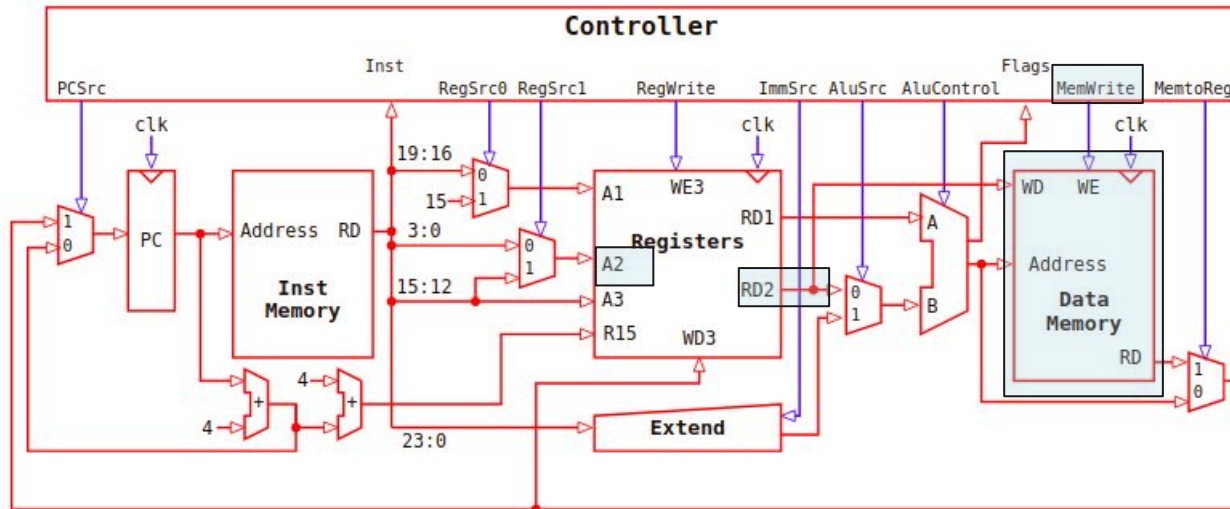 Controller
Inst
Flags
PCSrc
RegSrc0
RegSrc1
RegWrite
ImmSrc
AluSrc
AluControl
MemWrite
MemtoReg
clk
clk
clk
19:16
0
1
15
A1
WE3
WD
WE
1
0
PC
Address
RD
3:0
0
1
RD1
Registers
A
A2
Address
Inst
Memory
15:12
A3
RD2
0
1
B
Data
Memory
R15
WD3
RD
1
0
4
+
4
+
4
23:0
Extend